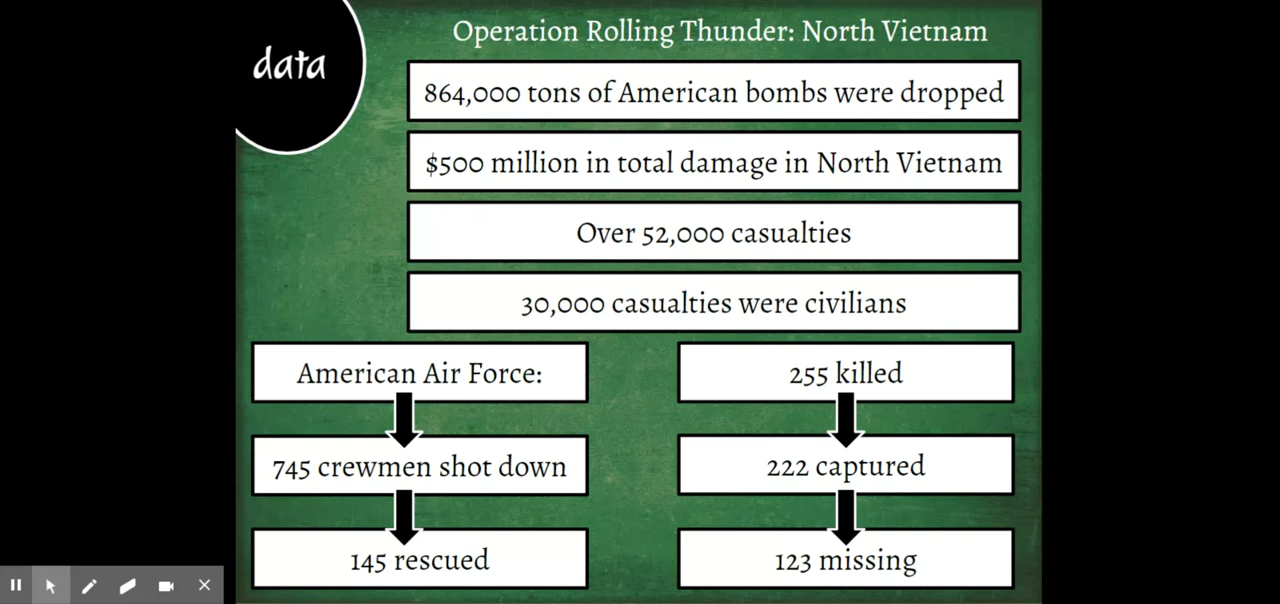 data
Operation Rolling Thunder: North Vietnam
864,000 tons of American bombs were dropped
$500 million in total damage in North Vietnam
Over 52,000 casualties
30,000 casualties were civilians
American Air Force:
745 crewmen shot down
145 rescued
255 killed
222 captured
123 missing